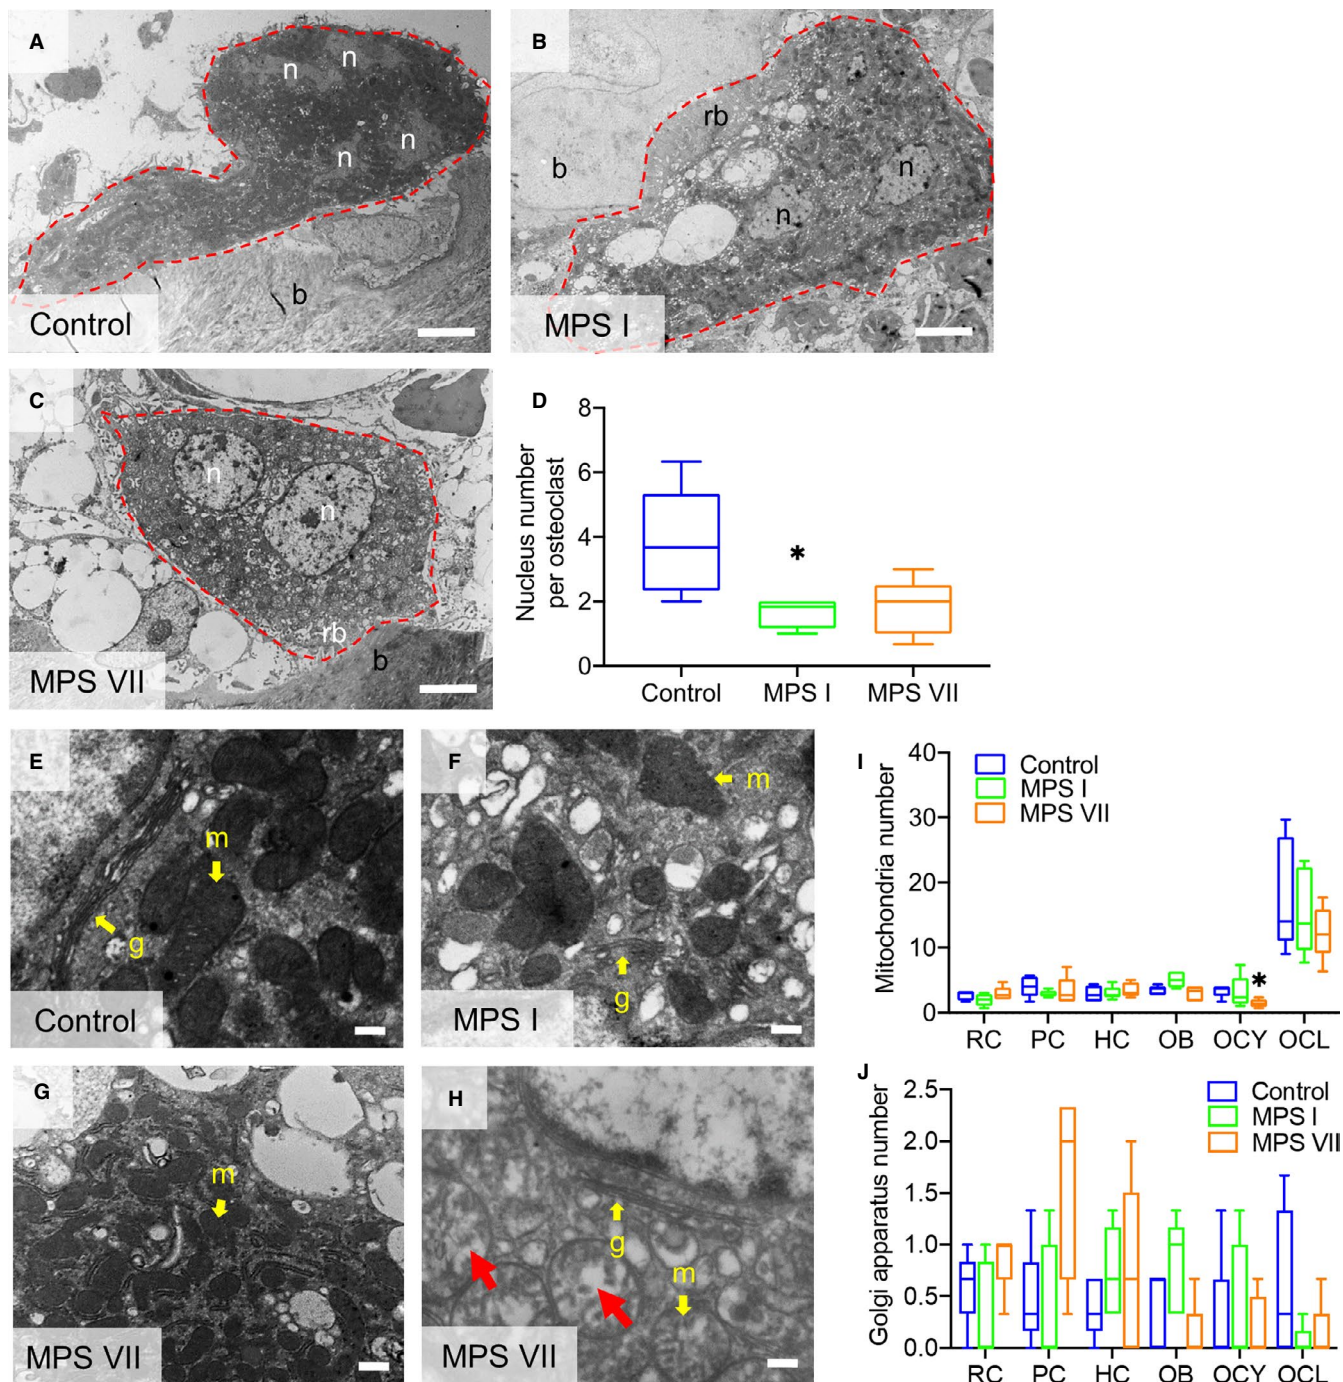 A
n
n
n
n
b
Control
B
rb
b
n
n
MPS I
C
n
n
rb
b
MPS VII
D
Nucleus number
per osteoclast
8
6
4
2
0
*
Control MPS I MPS VII
E
m
g
Control
F
m
g
MPS I
G
m
MPS VII
H
g
m
MPS VII
I
Mitochondria number
40
30
20
10
0
Control
MPS I
MPS VII
*
RC PC HC OB OCY OCL
J
Golgi apparatus number
2.5
2.0
1.5
1.0
0.5
0.0
Control
MPS I
MPS VII
RC PC HC OB OCY OCL